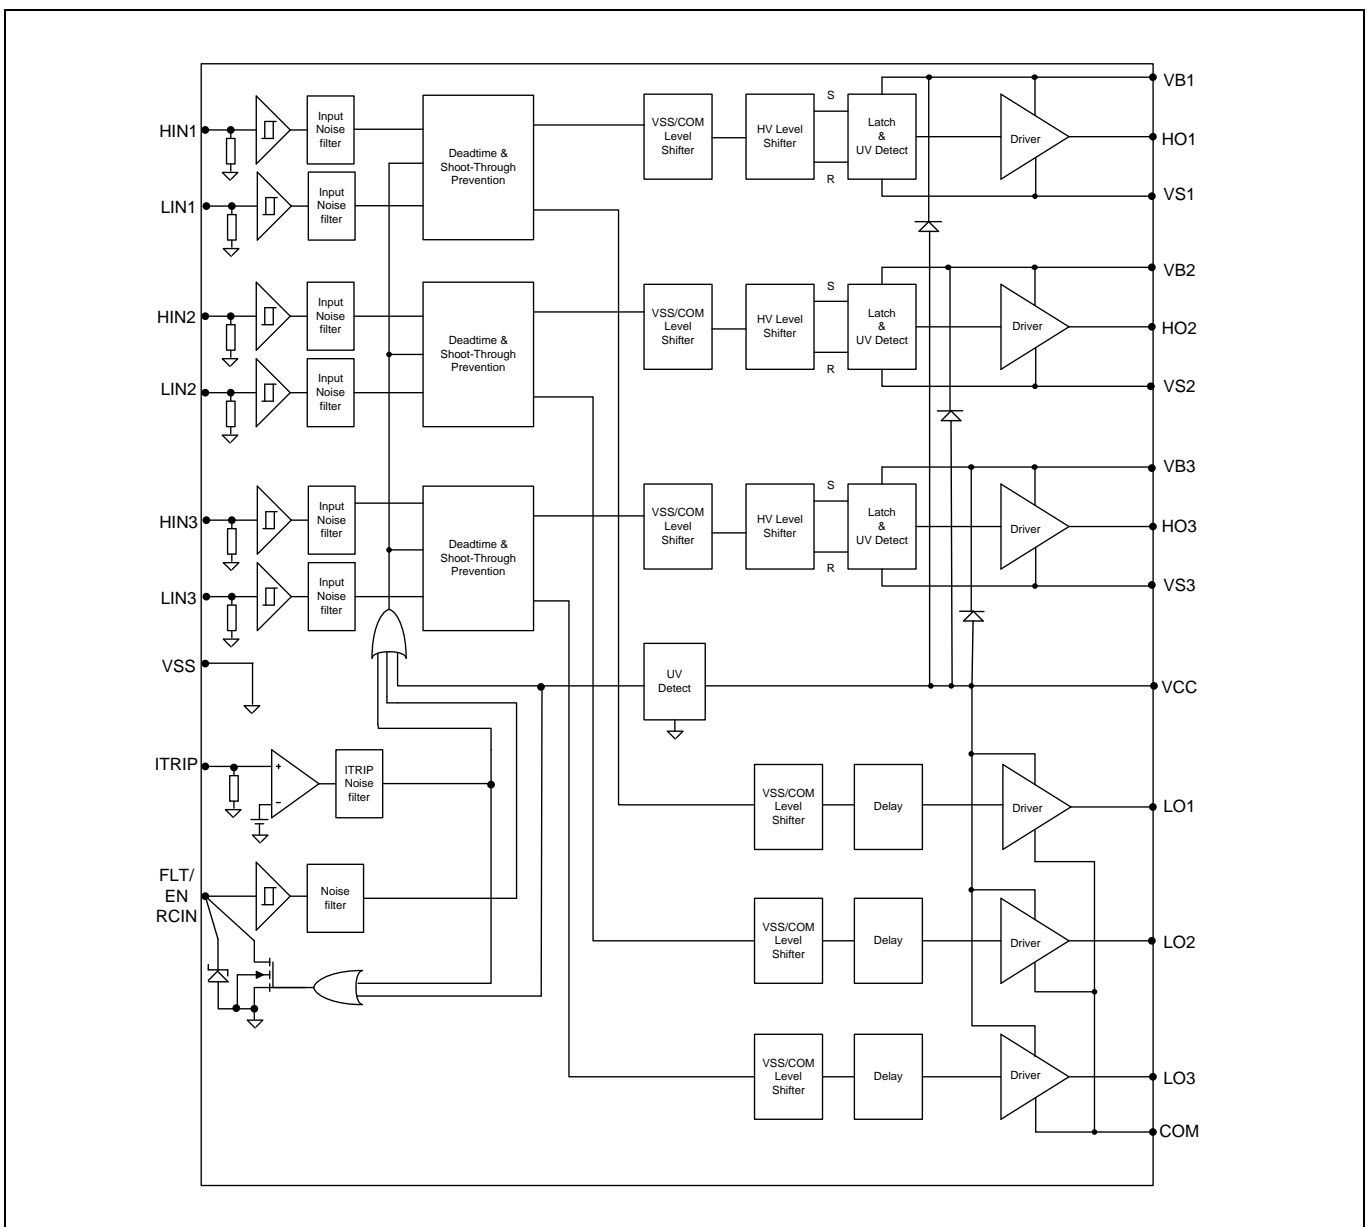 VB1
S
HIN1
Input
Noise
filter
Deadtime &
Shoot-Through
Prevention
VSS/COM
Level
Shifter
HV Level
Shifter
Latch
&
UV Detect
Driver
HO1
R
LIN1
Input
Noise
filter
VS1
VB2
S
HIN2
Input
Noise
filter
Deadtime &
Shoot-Through
Prevention
VSS/COM
Level
Shifter
HV Level
Shifter
Latch
&
UV Detect
Driver
HO2
R
LIN2
Input
Noise
filter
VS2
VB3
S
HIN3
Input
Noise
filter
Deadtime &
Shoot-Through
Prevention
VSS/COM
Level
Shifter
HV Level
Shifter
Latch
&
UV Detect
Driver
HO3
R
LIN3
Input
Noise
filter
VS3
VSS
UV
Detect
VCC
ITRIP
+
-
ITRIP
Noise
filter
VSS/COM
Level
Shifter
Delay
Driver
LO1
FLT/
EN
RCIN
Noise
filter
VSS/COM
Level
Shifter
Delay
Driver
LO2
VSS/COM
Level
Shifter
Delay
Driver
LO3
COM